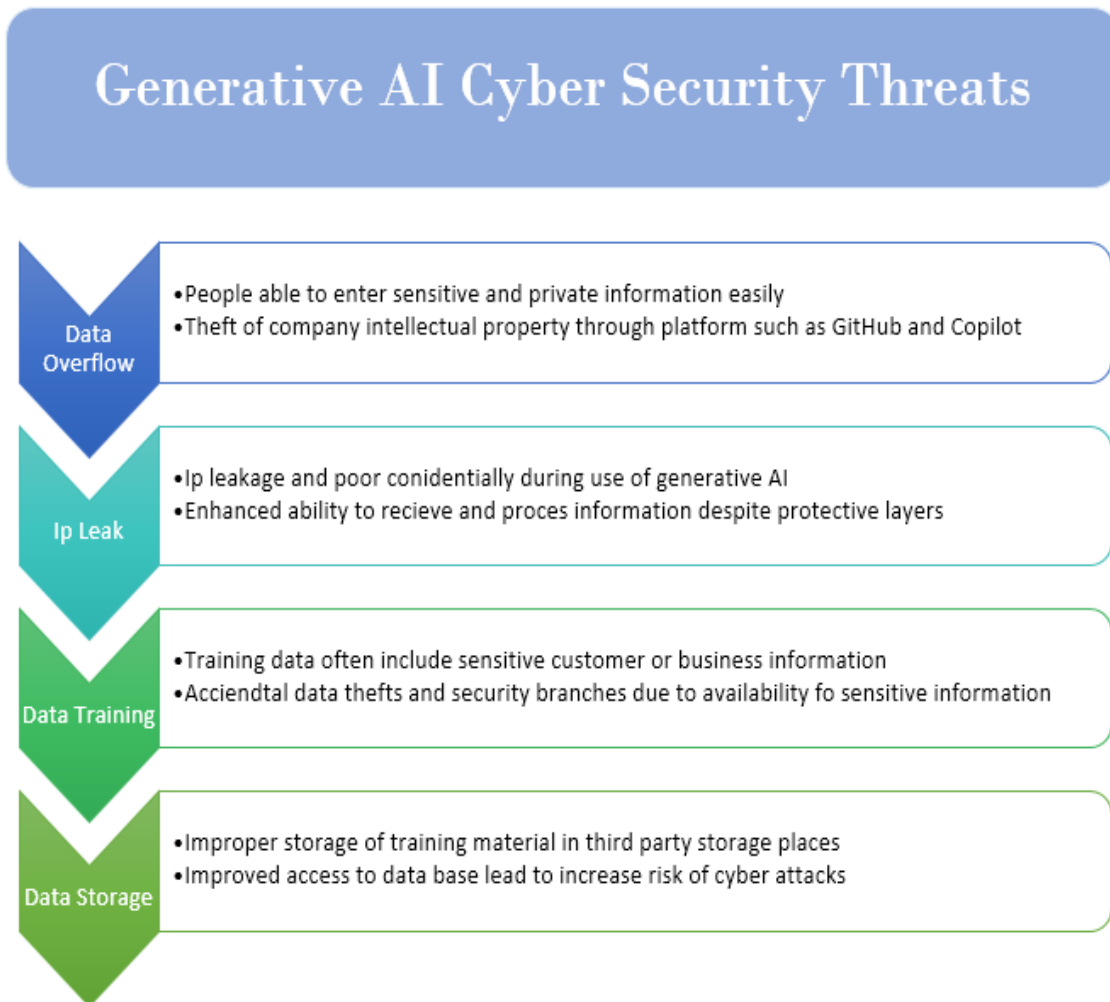 Generative AI Cyber Security Threats
Data
Overflow
•People able to enter sensitive and private information easily
•Theft of company intellectual property through platform such as GitHub and Copilot
Ip Leak
•Ip leakage and poor conidentially during use of generative AI
•Enhanced ability to recieve and proces information despite protective layers
Data Training
•Training data often include sensitive customer or business information
•Acciendtal data thefts and security branches due to availability fo sensitive information
Data Storage
•Improper storage of training material in third party storage places
•Improved access to data base lead to increase risk of cyber attacks